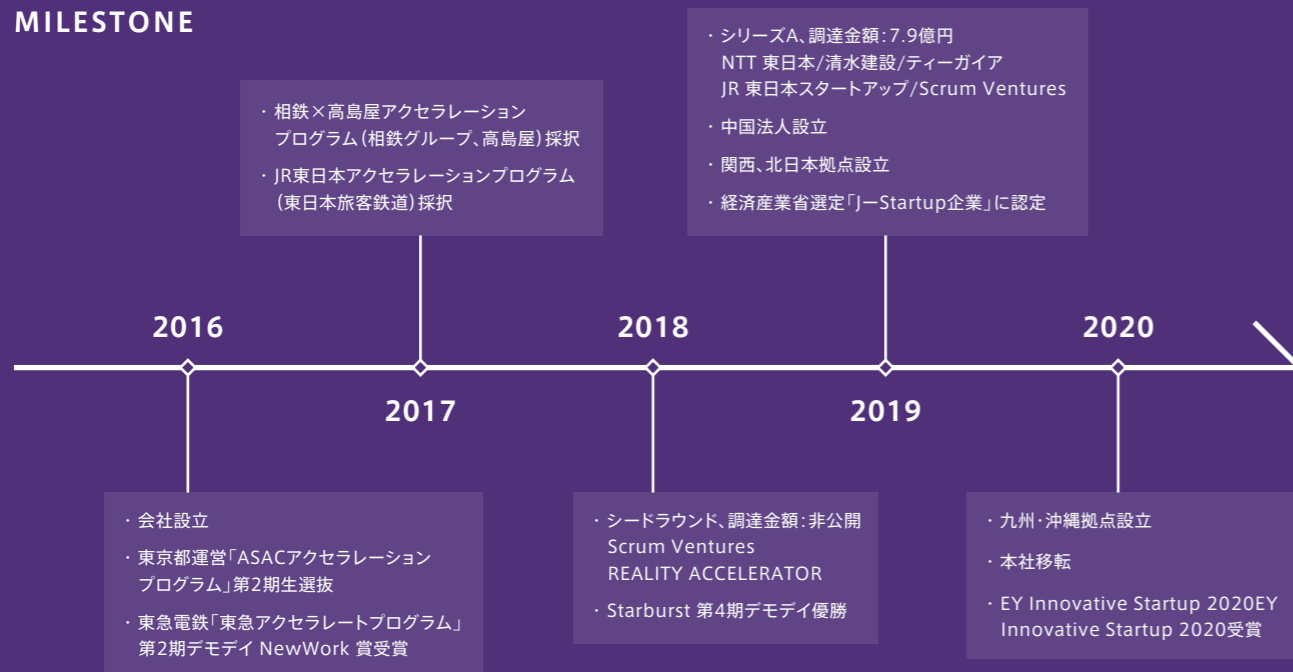 MILESTONE
2016
・会社設立
・東京都運営「ASACアクセラレーション
プログラム」第2期生選抜
・東急電鉄「東急アクセラレートプログラム」
第2期デモデイ NewWork 賞受賞
・相鉄×高島屋アクセラレーション
プログラム(相鉄グループ、高島屋)採択
・JR東日本アクセラレーションプログラム
(東日本旅客鉄道)採択
2017
2018
・シードラウンド、調達金額:非公開
Scrum Ventures
REALITY ACCELERATOR
・Starburst 第4期デモデイ優勝
・シリーズA、調達金額:7.9億円
NTT 東日本/清水建設/ティーガイア
JR 東日本スタートアップ/Scrum Ventures
・中国法人設立
・関西、北日本拠点設立
・経済産業省選定「JーStartup企業」に認定
2019
2020
・九州・沖縄拠点設立
・本社移転
・EY Innovative Startup 2020EY
Innovative Startup 2020受賞